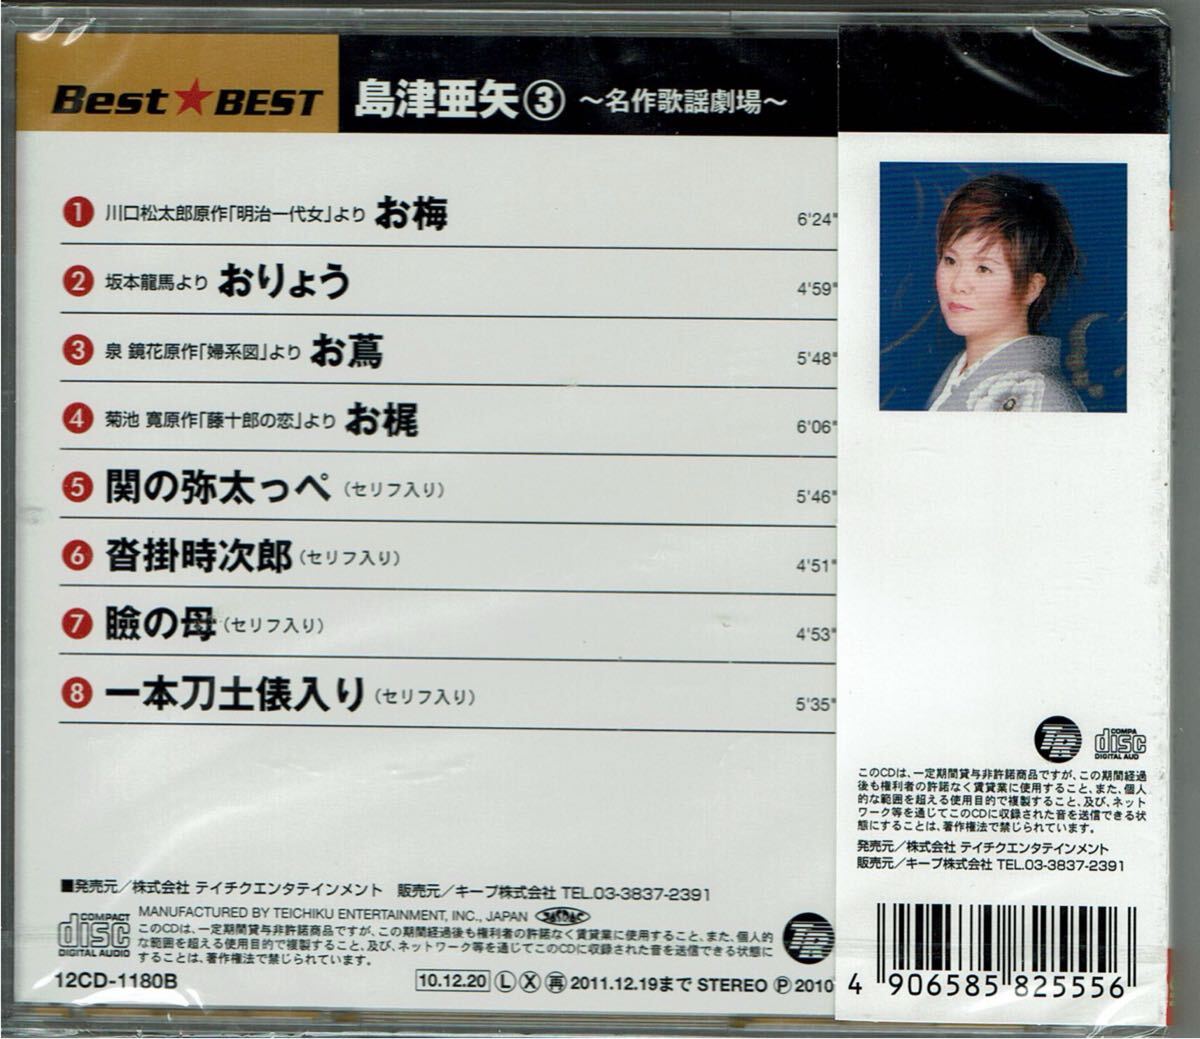 Best★BEST 島津亜矢③ ～名作歌謡劇場～
1 川口松太郎原作「明治一代女」より お梅 6'24"
2 坂本龍馬より おりょう 4'59"
3 泉 鏡花原作「婦系図」より お蔦 5'48"
4 菊池 寛原作「藤十郎の恋」より お梶 6'06"
5 関の弥太っぺ（セリフ入り） 5'46"
6 沓掛時次郎（セリフ入り） 4'51"
7 瞼の母（セリフ入り） 4'53"
8 一本刀土俵入り（セリフ入り） 5'35"
■発売元／株式会社 テイチクエンタテインメント 販売元／キープ株式会社 TEL.03-3837-2391
COMPACT disc DIGITAL AUDIO
MANUFACTURED BY TEICHIKU ENTERTAINMENT, INC., JAPAN JASRAC
このCDは、一定期間貸与非許諾商品ですが、この期間経過後も権利者の許諾なく賃貸業に使用すること、また、個人的
な範囲を超える使用目的で複製すること、及び、ネットワーク等を通じてこのCDに収録された音を送信できる状態に
することは、著作権法で禁じられています。
TR
12CD-1180B
10.12.20 Ⓛ Ⓧ 再 2011.12.19まで STEREO Ⓟ 2010
TR
COMPA disc DIGITAL AUD
このCDは、一定期間貸与非許諾商品ですが、この期間経過
後も権利者の許諾なく賃貸業に使用すること、また、個人
的な範囲を超える使用目的で複製すること、及び、ネット
ワーク等を通じてこのCDに収録された音を送信できる状
態にすることは、著作権法で禁じられています。
発売元／株式会社 テイチクエンタテインメント
販売元／キープ株式会社 TEL.03-3837-2391
4 906585 825556